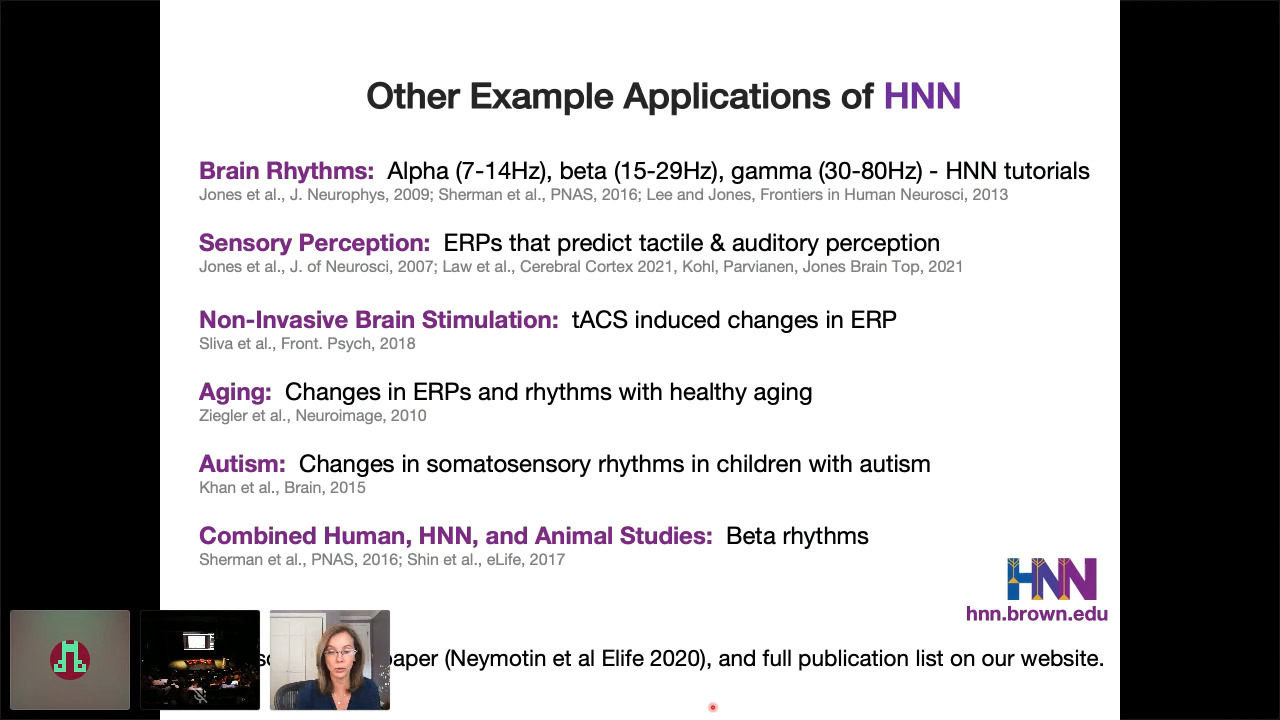 Other Example Applications of HNN
Brain Rhythms: Alpha (7-14Hz), beta (15-29Hz), gamma (30-80Hz) - HNN tutorials
Jones et al., J. Neurophys, 2009; Sherman et al., PNAS, 2016; Lee and Jones, Frontiers in Human Neurosci, 2013
Sensory Perception: ERPs that predict tactile & auditory perception
Jones et al., J. of Neurosci, 2007; Law et al., Cerebral Cortex 2021, Kohl, Parvianen, Jones Brain Top, 2021
Non-Invasive Brain Stimulation: tACS induced changes in ERP
Sliva et al., Front. Psych, 2018
Aging: Changes in ERPs and rhythms with healthy aging
Ziegler et al., Neuroimage, 2010
Autism: Changes in somatosensory rhythms in children with autism
Khan et al., Brain, 2015
Combined Human, HNN, and Animal Studies: Beta rhythms
Sherman et al., PNAS, 2016; Shin et al., eLife, 2017
HNN
hnn.brown.edu
paper (Neymotin et al Elife 2020), and full publication list on our website.